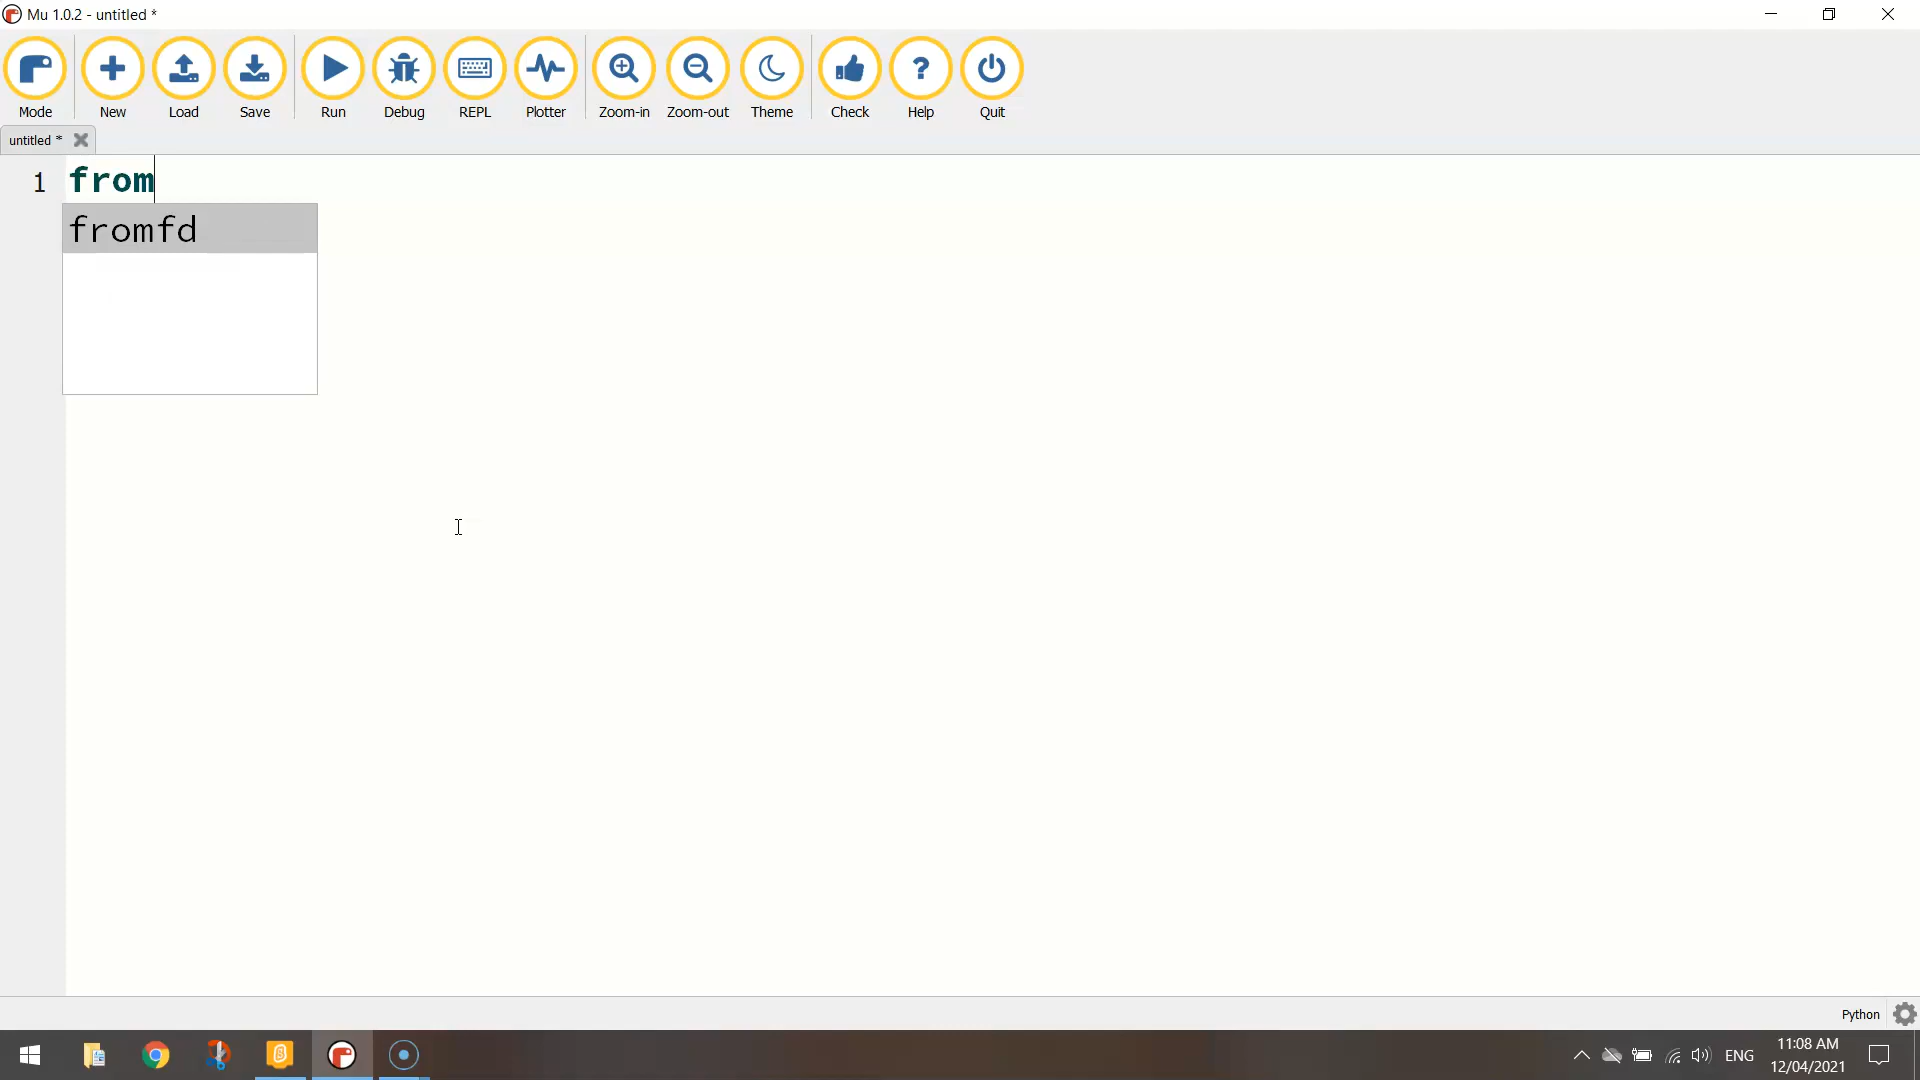 Mu 1.0.2 - untitled *
Mode New Load Save Run Debug REPL Plotter Zoom-in Zoom-out Theme Check Help Quit
untitled *
1 from
fromfd
Python
ENG
11:08 AM
12/04/2021